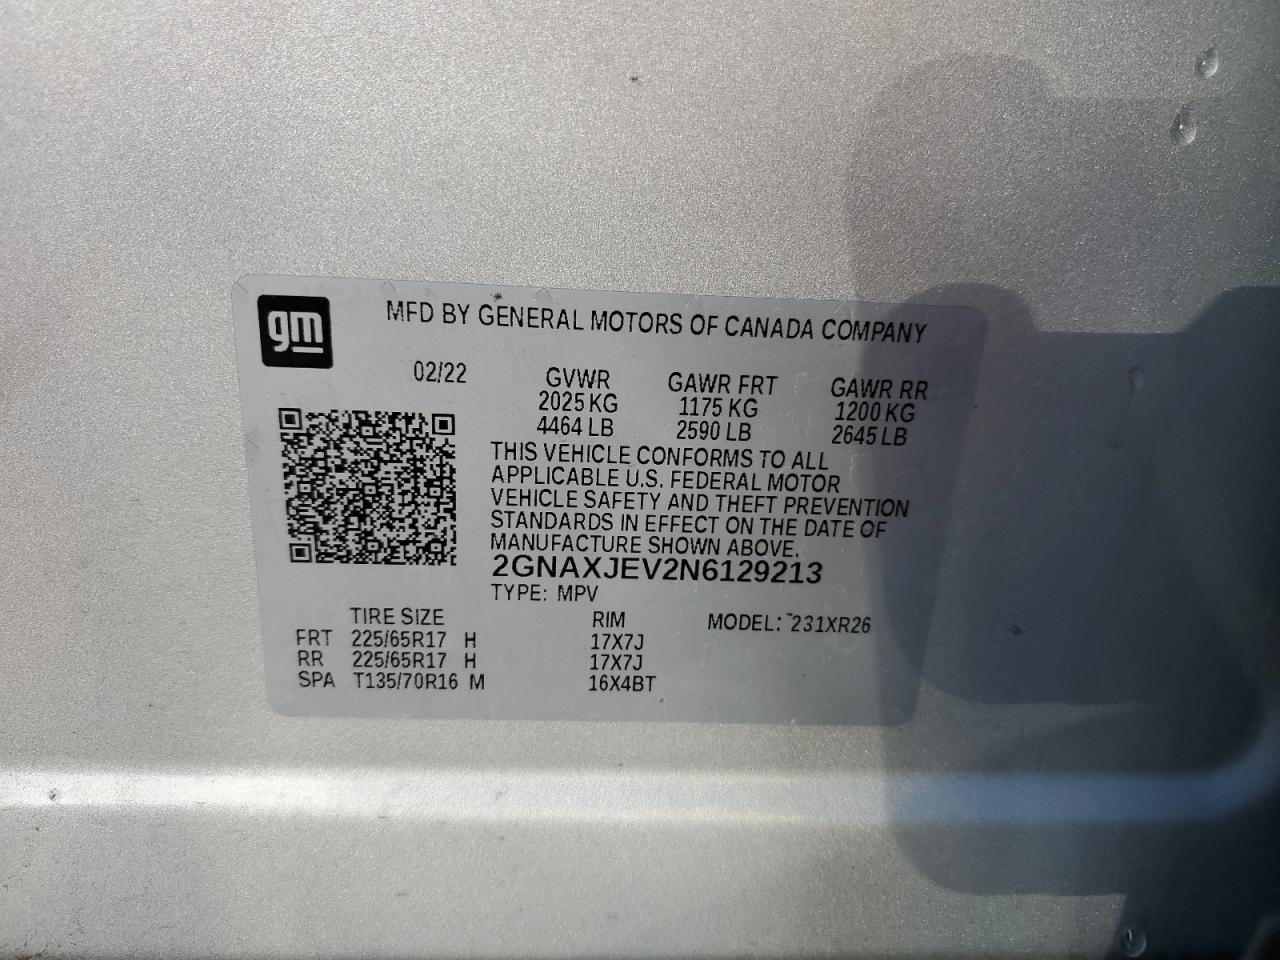 gm
MFD BY GENERAL MOTORS OF CANADA COMPANY
02/22 GVWR GAWR FRT GAWR RR
2025 KG 1175 KG 1200 KG
4464 LB 2590 LB 2645 LB
THIS VEHICLE CONFORMS TO ALL
APPLICABLE U.S. FEDERAL MOTOR
VEHICLE SAFETY AND THEFT PREVENTION
STANDARDS IN EFFECT ON THE DATE OF
MANUFACTURE SHOWN ABOVE.
2GNAXJEV2N6129213
TYPE: MPV
TIRE SIZE RIM MODEL: 231XR26
FRT 225/65R17 H 17X7J
RR 225/65R17 H 17X7J
SPA T135/70R16 M 16X4BT